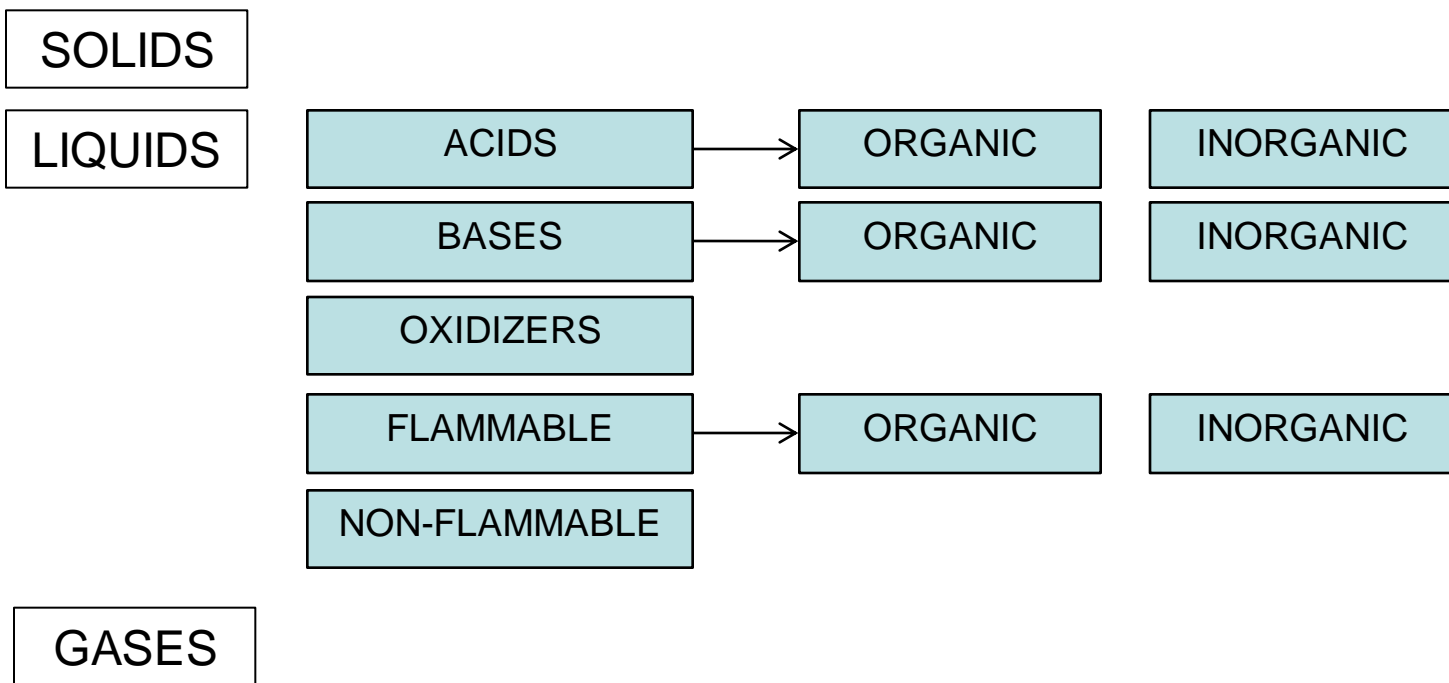 SOLIDS
LIQUIDS
ACIDS
ORGANIC
INORGANIC
BASES
ORGANIC
INORGANIC
OXIDIZERS
FLAMMABLE
ORGANIC
INORGANIC
NON-FLAMMABLE
GASES